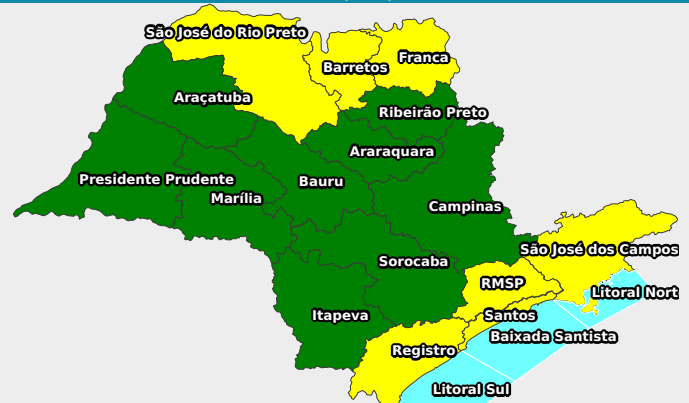 São José do Rio Preto
Franca
Barretos
Araçatuba
Ribeirão Preto
Araraquara
Presidente Prudente
Bauru
Marília
Campinas
São José dos Campos
Sorocaba
RMSP
Litoral Nort
Itapeva
Santos
Baixada Santista
Registro
Litoral Sul